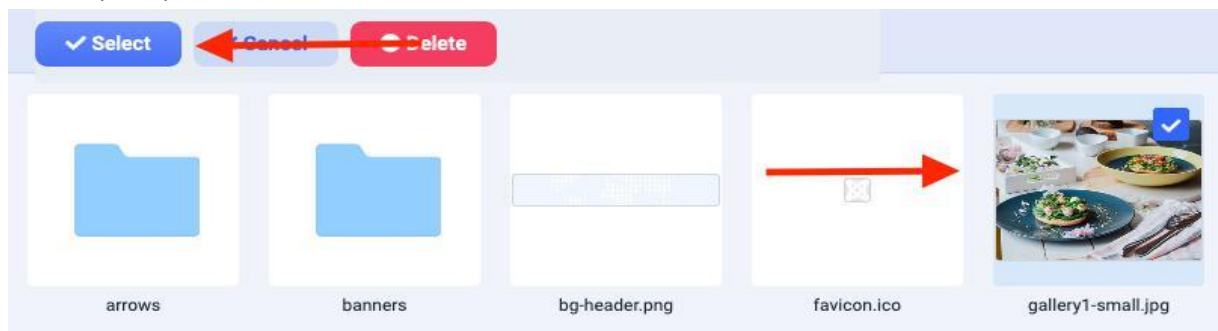 Select
Cancel
Delete
arrows
banners
bg-header.png
favicon.ico
gallery1-small.jpg